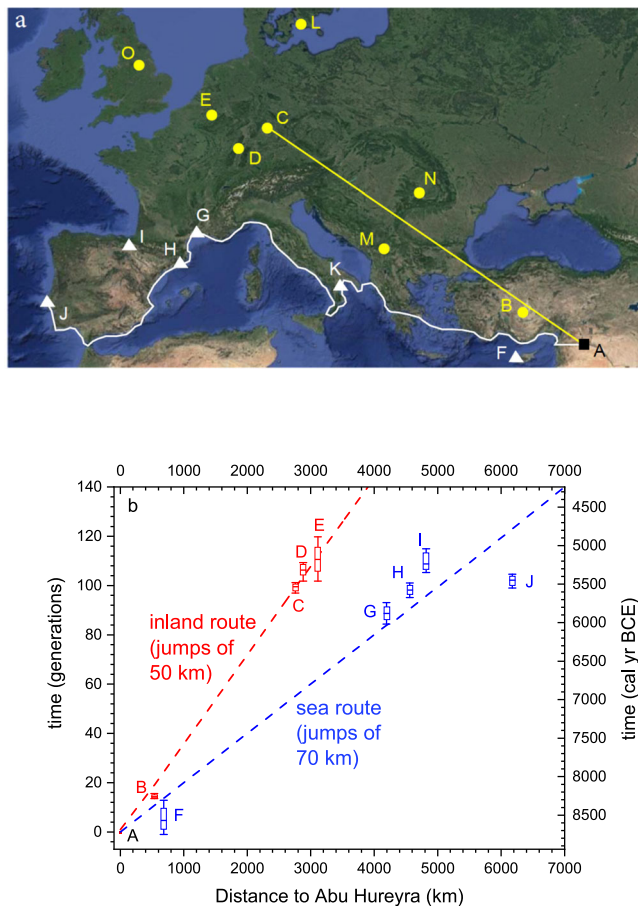 a
L
O
E
C
D
N
G
I
H
M
K
J
B
F
A
0 1000 2000 3000 4000 5000 6000 7000
b
140
120
100
80
60
40
20
0
time (generations)
4500
5000
5500
6000
6500
7000
7500
8000
8500
time (cal yr BCE)
E
D
C
I
H
J
G
inland route
(jumps of
50 km)
sea route
(jumps of
70 km)
B
F
A
0 1000 2000 3000 4000 5000 6000 7000
Distance to Abu Hureyra (km)